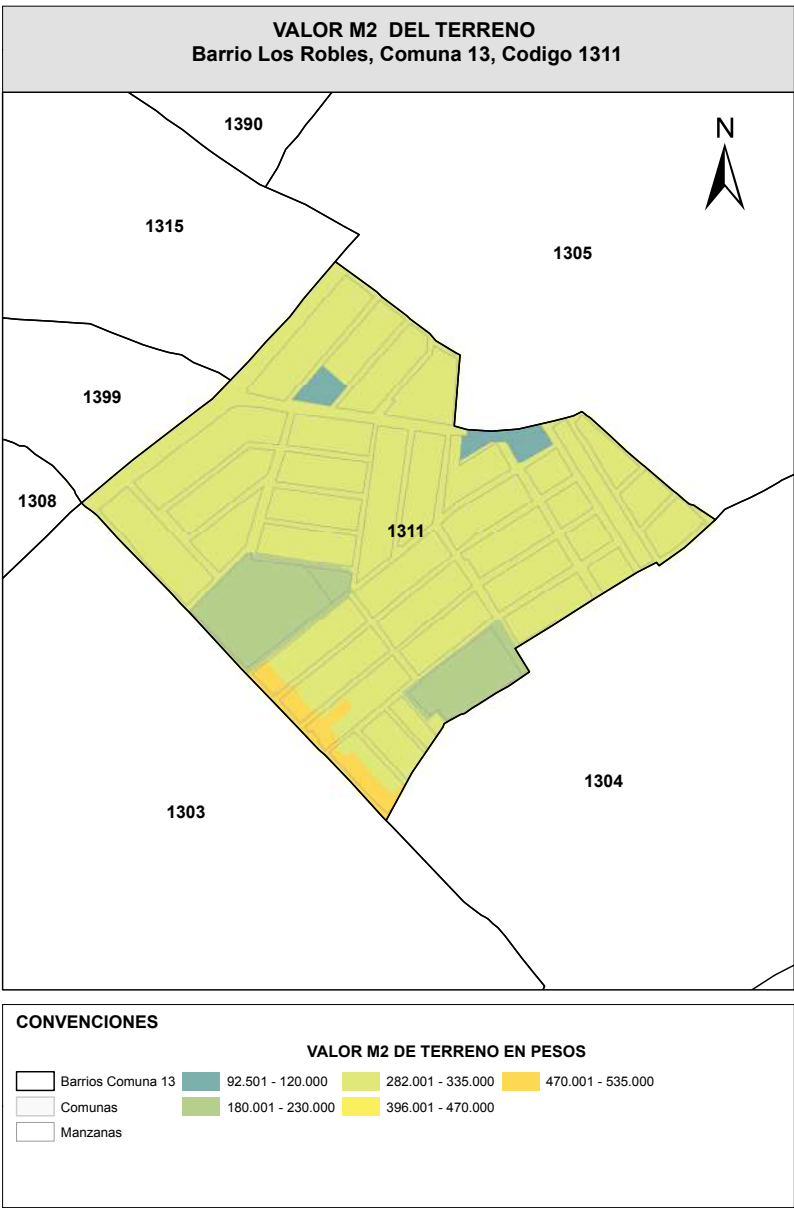 VALOR M2 DEL TERRENO
Barrio Los Robles, Comuna 13, Codigo 1311
1390
N
1315
1305
1399
1308
1311
1304
1303
CONVENCIONES
VALOR M2 DE TERRENO EN PESOS
Barrios Comuna 13 92.501 - 120.000 282.001 - 335.000 470.001 - 535.000
Comunas 180.001 - 230.000 396.001 - 470.000
Manzanas